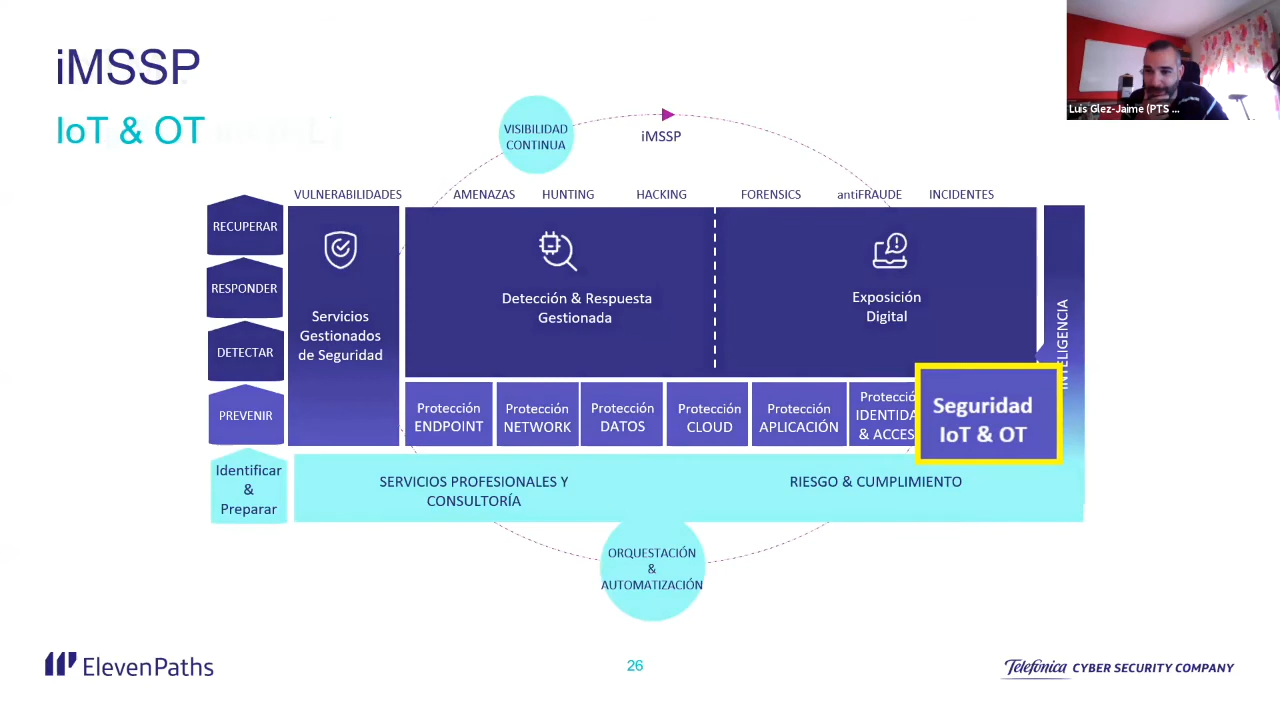 iMSSP
IoT & OT
Luis Glez-Jaime (PTS ...
VISIBILIDAD
CONTINUA
iMSSP
VULNERABILIDADES
AMENAZAS
HUNTING
HACKING
FORENSICS
antiFRAUDE
INCIDENTES
RECUPERAR
RESPONDER
DETECTAR
PREVENIR
Identificar
&
Preparar
Servicios
Gestionados
de Seguridad
Detección & Respuesta
Gestionada
Exposición
Digital
INTELIGENCIA
Protección
ENDPOINT
Protección
NETWORK
Protección
DATOS
Protección
CLOUD
Protección
APLICACIÓN
Protecció
IDENTIDA
& ACCES
Seguridad
IoT & OT
SERVICIOS PROFESIONALES Y
CONSULTORÍA
RIESGO & CUMPLIMIENTO
ORQUESTACIÓN
&
AUTOMATIZACIÓN
ElevenPaths
26
Telefónica CYBER SECURITY COMPANY